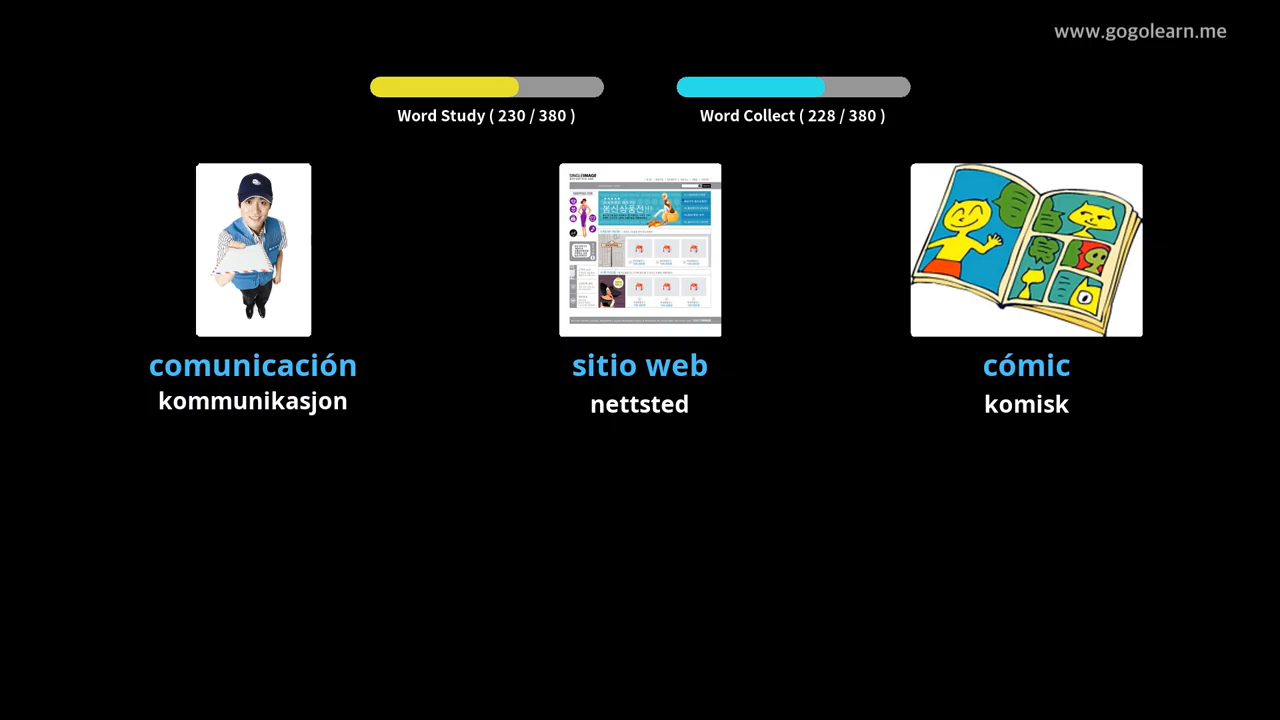 www.gogolearn.me
Word Study ( 230 / 380 )
Word Collect ( 228 / 380 )
comunicación
sitio web
cómic
kommunikasjon
nettsted
komisk